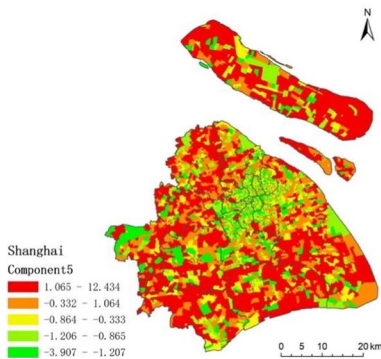 N
Shanghai
Component5
1.065 - 12.434
-0.332 - 1.064
-0.864 - -0.333
-1.206 - -0.865
-3.907 - -1.207
0 5 10 20 km